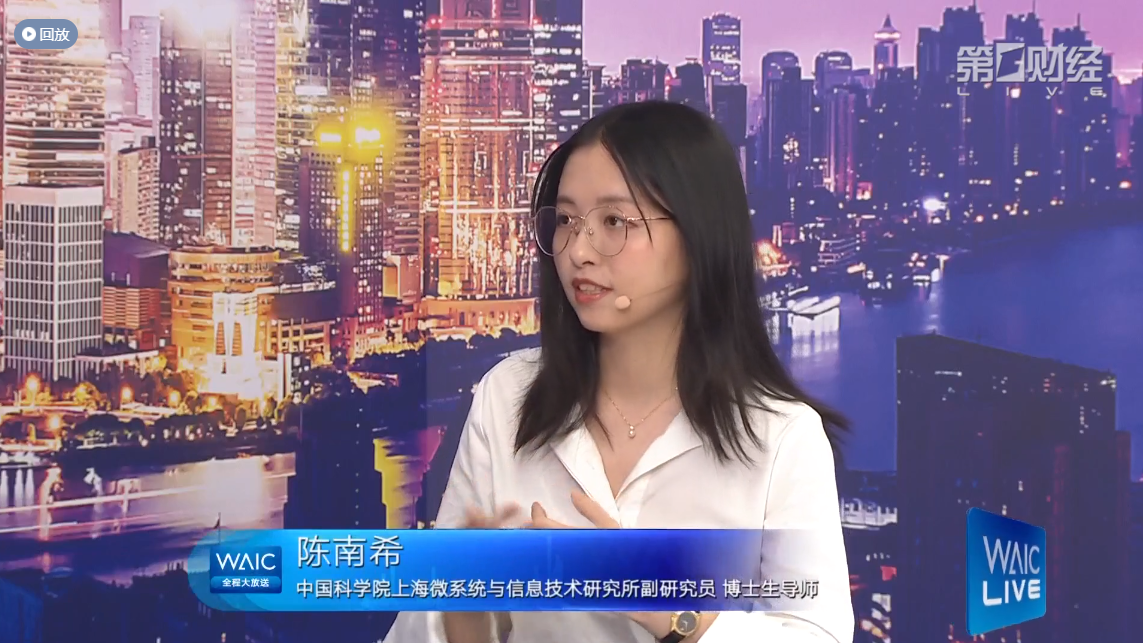 回放
第一财经
LIVE
WAIC
全程大放送
陈南希
中国科学院上海微系统与信息技术研究所副研究员 博士生导师
WAIC
LIVE